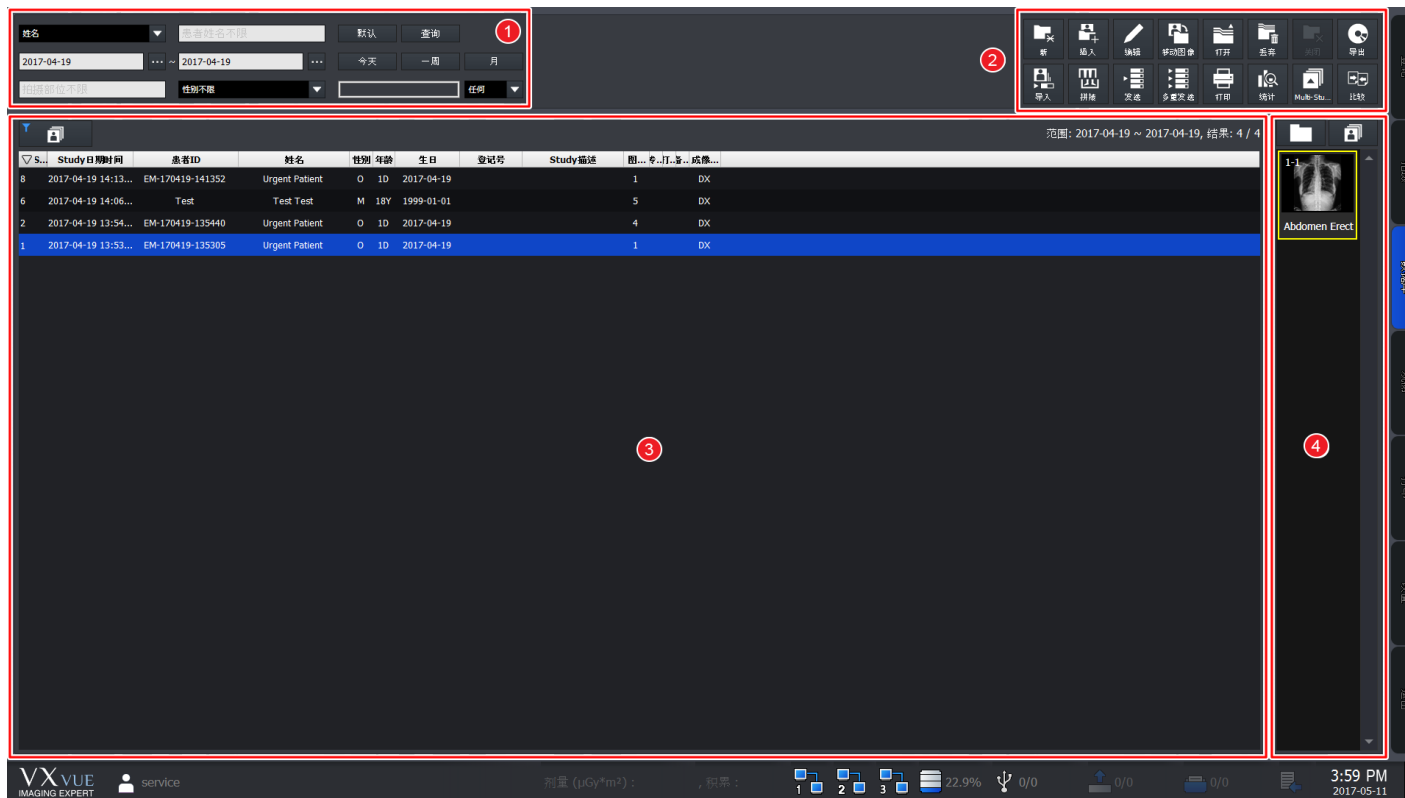 姓名 患者姓名不限 默认 查询 1
2017-04-19 ... ~ 2017-04-19 ... 今天 一周 月
拍摄部位不限 性别不限 任何
2
新 插入 编辑 移动图像 打开 丢弃 关闭 导出
导入 拼接 发送 多重发送 打印 统计 Multi-Stu... 比较
范围: 2017-04-19 ~ 2017-04-19, 结果: 4 / 4
S... Study日期时间 患者ID 姓名 性别 年龄 生日 登记号 Study描述 图... 专.. 打.. 备.. 成像...
8 2017-04-19 14:13... EM-170419-141352 Urgent Patient O 1D 2017-04-19 1 DX
6 2017-04-19 14:06... Test Test Test M 18Y 1999-01-01 5 DX
2 2017-04-19 13:54... EM-170419-135440 Urgent Patient O 1D 2017-04-19 4 DX
1 2017-04-19 13:53... EM-170419-135305 Urgent Patient O 1D 2017-04-19 1 DX
3
1-1
Abdomen Erect
4
VXVUE
IMAGING EXPERT
service
剂量 (μGy*m²) : , 积累 :
1 2 3 22.9% 0/0 0/0 0/0
3:59 PM
2017-05-11